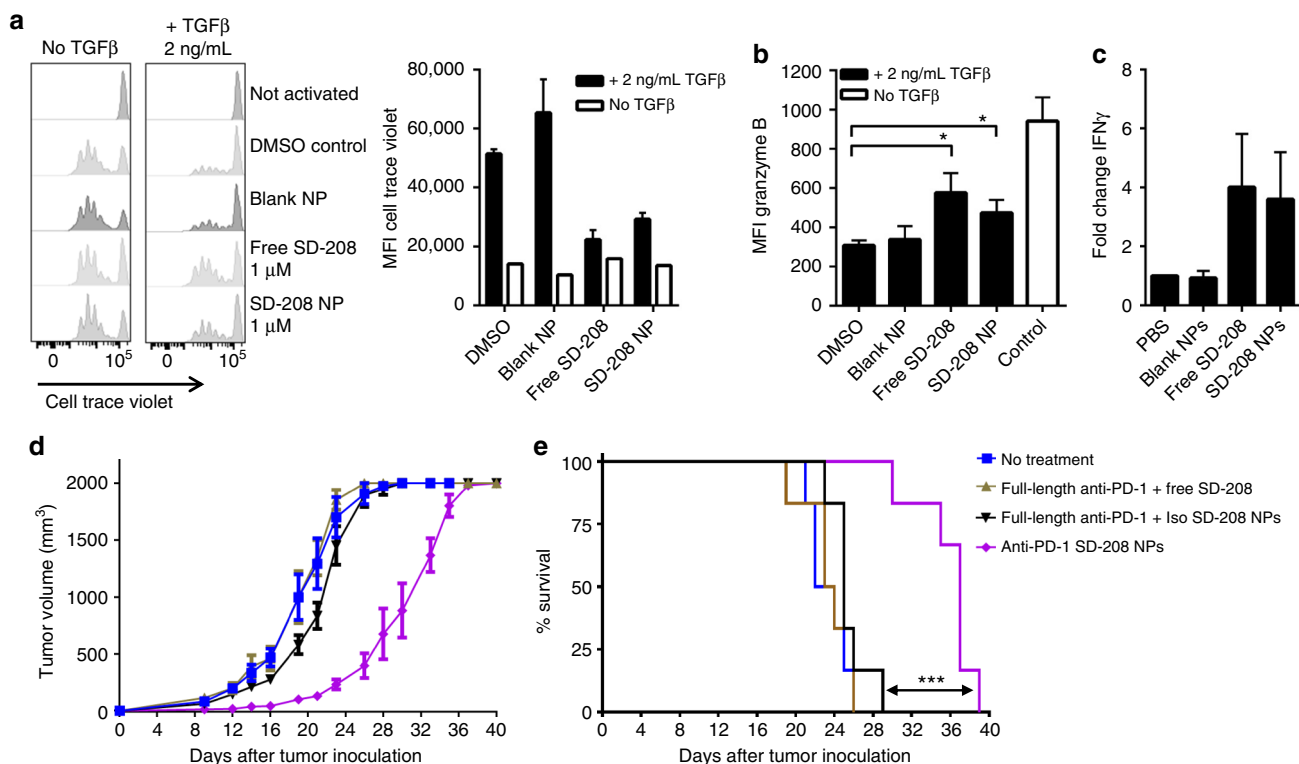 a
No TGFβ
+ TGFβ
2 ng/mL
Not activated
DMSO control
Blank NP
Free SD-208
1 μM
SD-208 NP
1 μM
0
10⁵
0
10⁵
Cell trace violet
MFI cell trace violet
80,000
60,000
40,000
20,000
0
+ 2 ng/mL TGFβ
No TGFβ
DMSO
Blank NP
Free SD-208
SD-208 NP
b
MFI granzyme B
1200
1000
800
600
400
200
0
+ 2 ng/mL TGFβ
No TGFβ
*
*
DMSO
Blank NP
Free SD-208
SD-208 NP
Control
c
Fold change IFNγ
8
6
4
2
0
PBS
Blank NPs
Free SD-208
SD-208 NPs
d
Tumor volume (mm³)
2000
1500
1000
500
0
0 4 8 12 16 20 24 28 32 36 40
Days after tumor inoculation
e
% survival
100
75
50
25
0
***
0 4 8 12 16 20 24 28 32 36 40
Days after tumor inoculation
No treatment
Full-length anti-PD-1 + free SD-208
Full-length anti-PD-1 + Iso SD-208 NPs
Anti-PD-1 SD-208 NPs